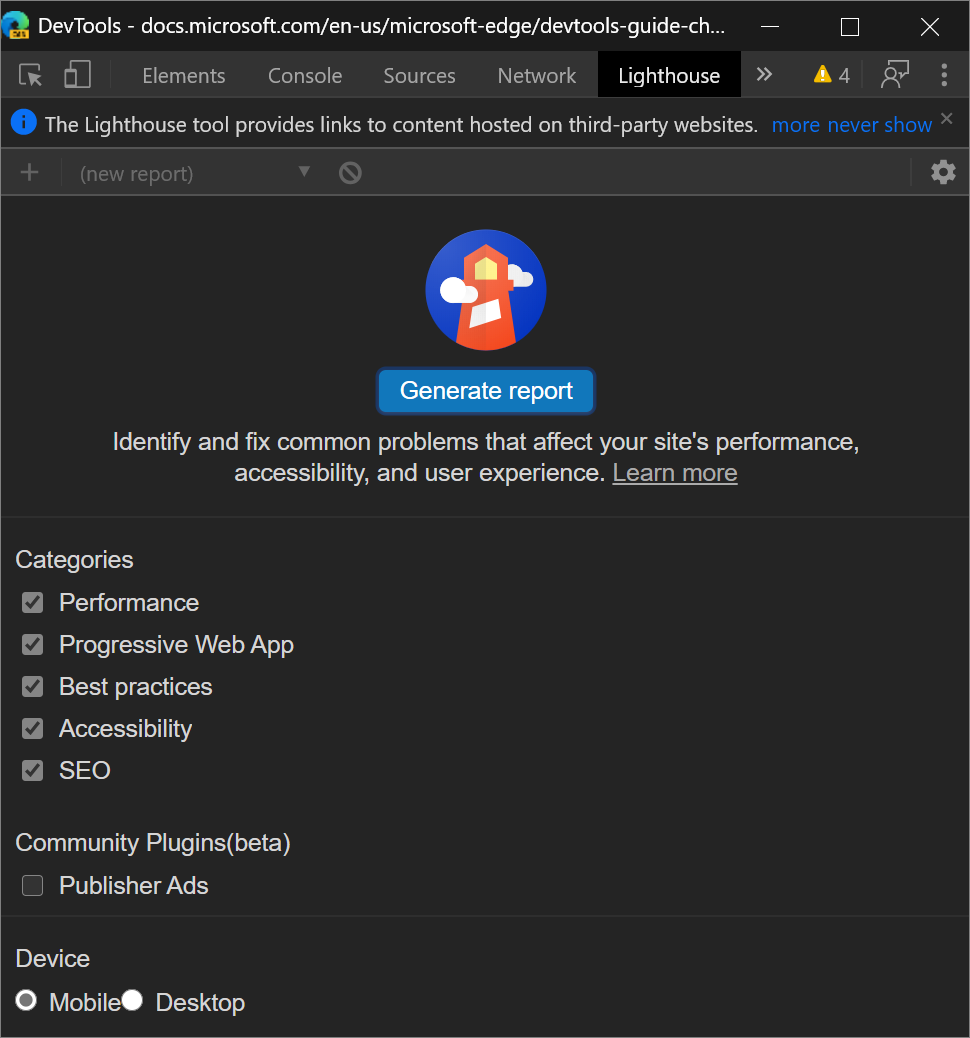 DevTools - docs.microsoft.com/en-us/microsoft-edge/devtools-guide-ch...
Elements Console Sources Network Lighthouse 4
The Lighthouse tool provides links to content hosted on third-party websites. more never show
(new report)
Generate report
Identify and fix common problems that affect your site's performance,
accessibility, and user experience. Learn more
Categories
Performance
Progressive Web App
Best practices
Accessibility
SEO
Community Plugins(beta)
Publisher Ads
Device
Mobile Desktop